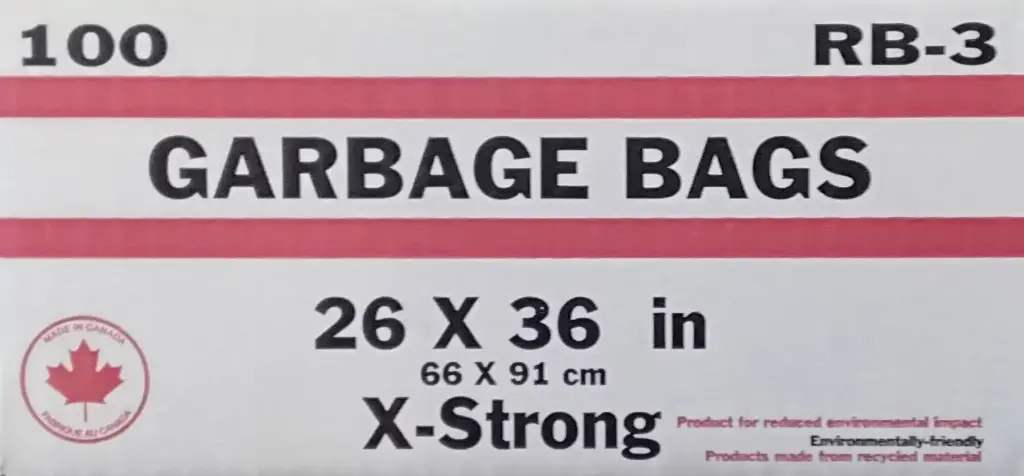 100 RB-3
GARBAGE BAGS
26 X 36 in
66 X 91 cm
X-Strong
MADE IN CANADA
FABRIQUE AU CANADA
Product for reduced environmental impact
Environmentally-friendly
Products made from recycled material